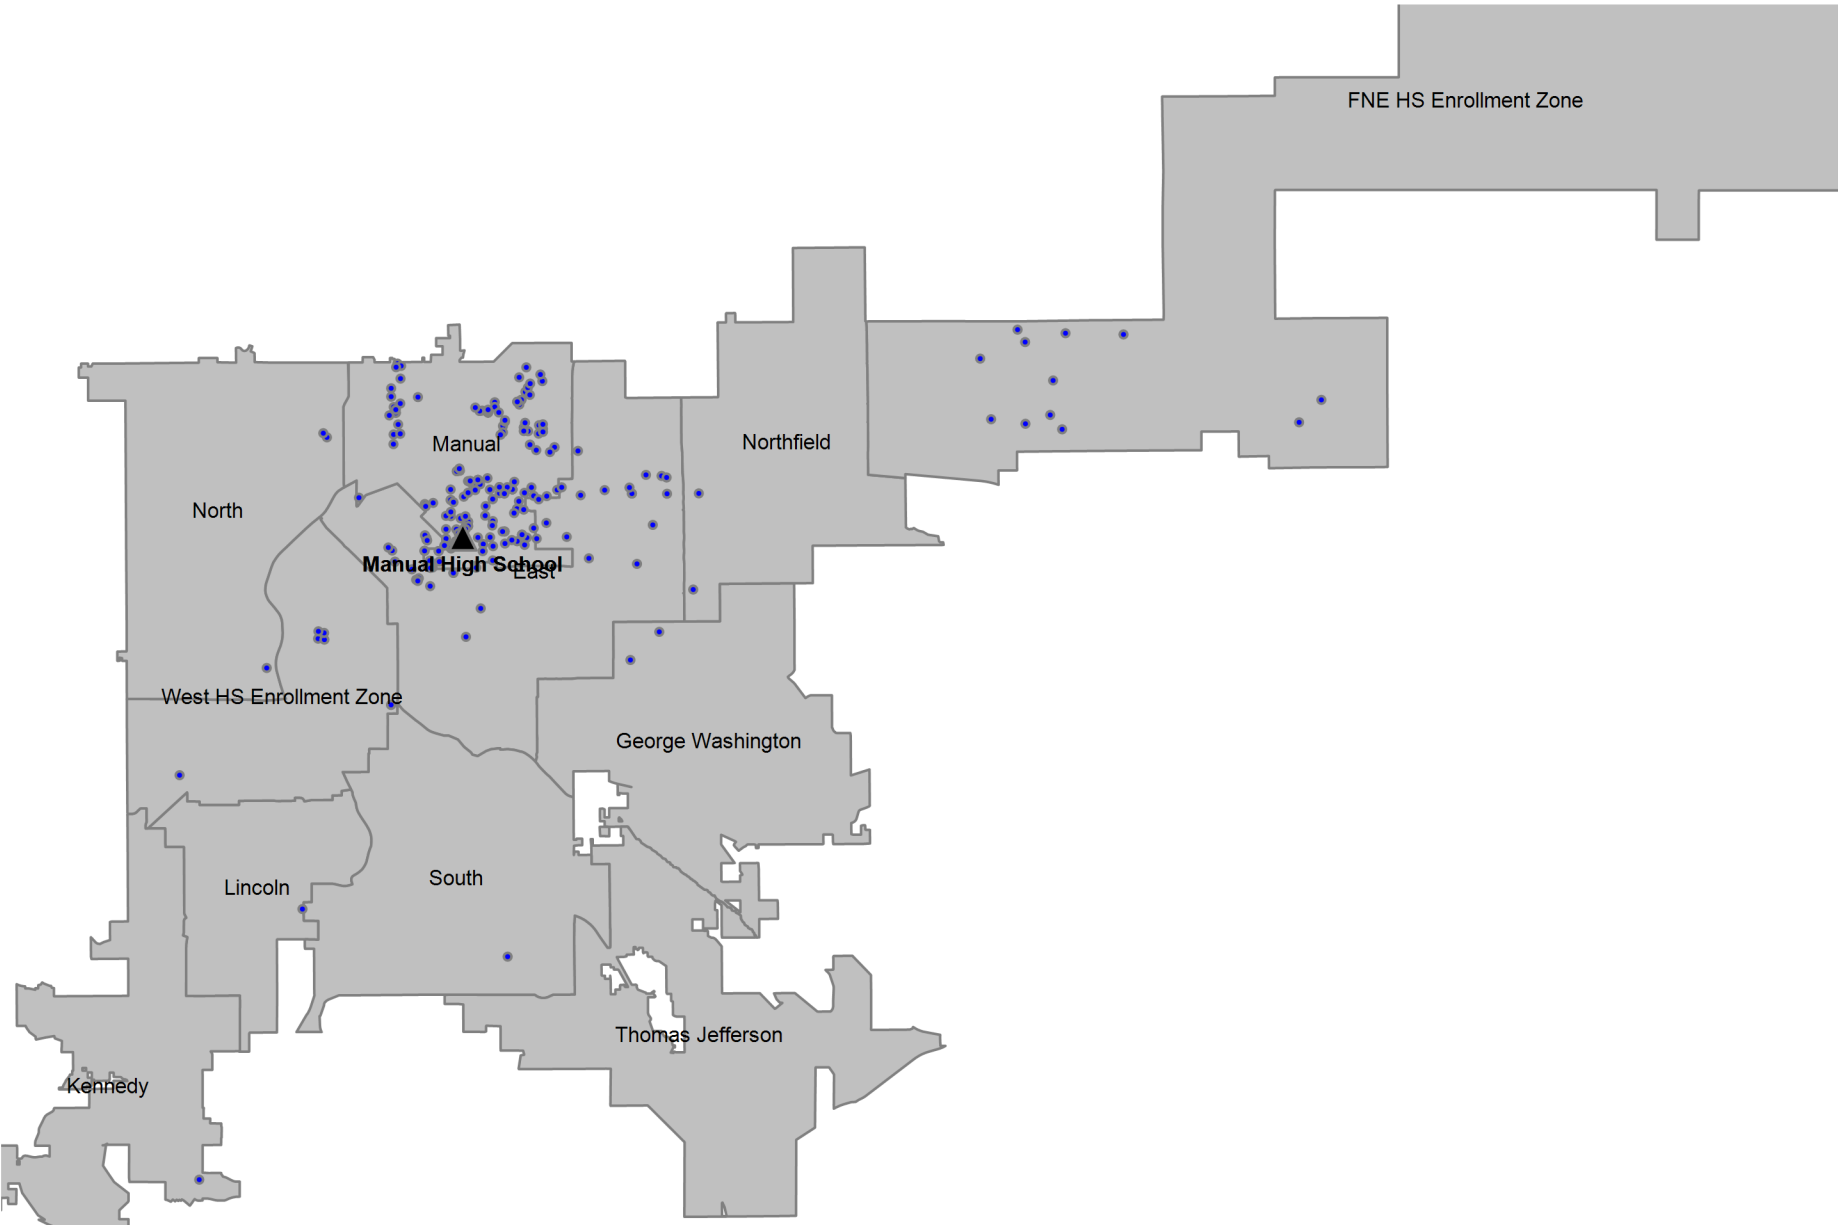 FNE HS Enrollment Zone
Manual
Northfield
North
Manual High School
East
West HS Enrollment Zone
George Washington
South
Lincoln
Thomas Jefferson
Kennedy